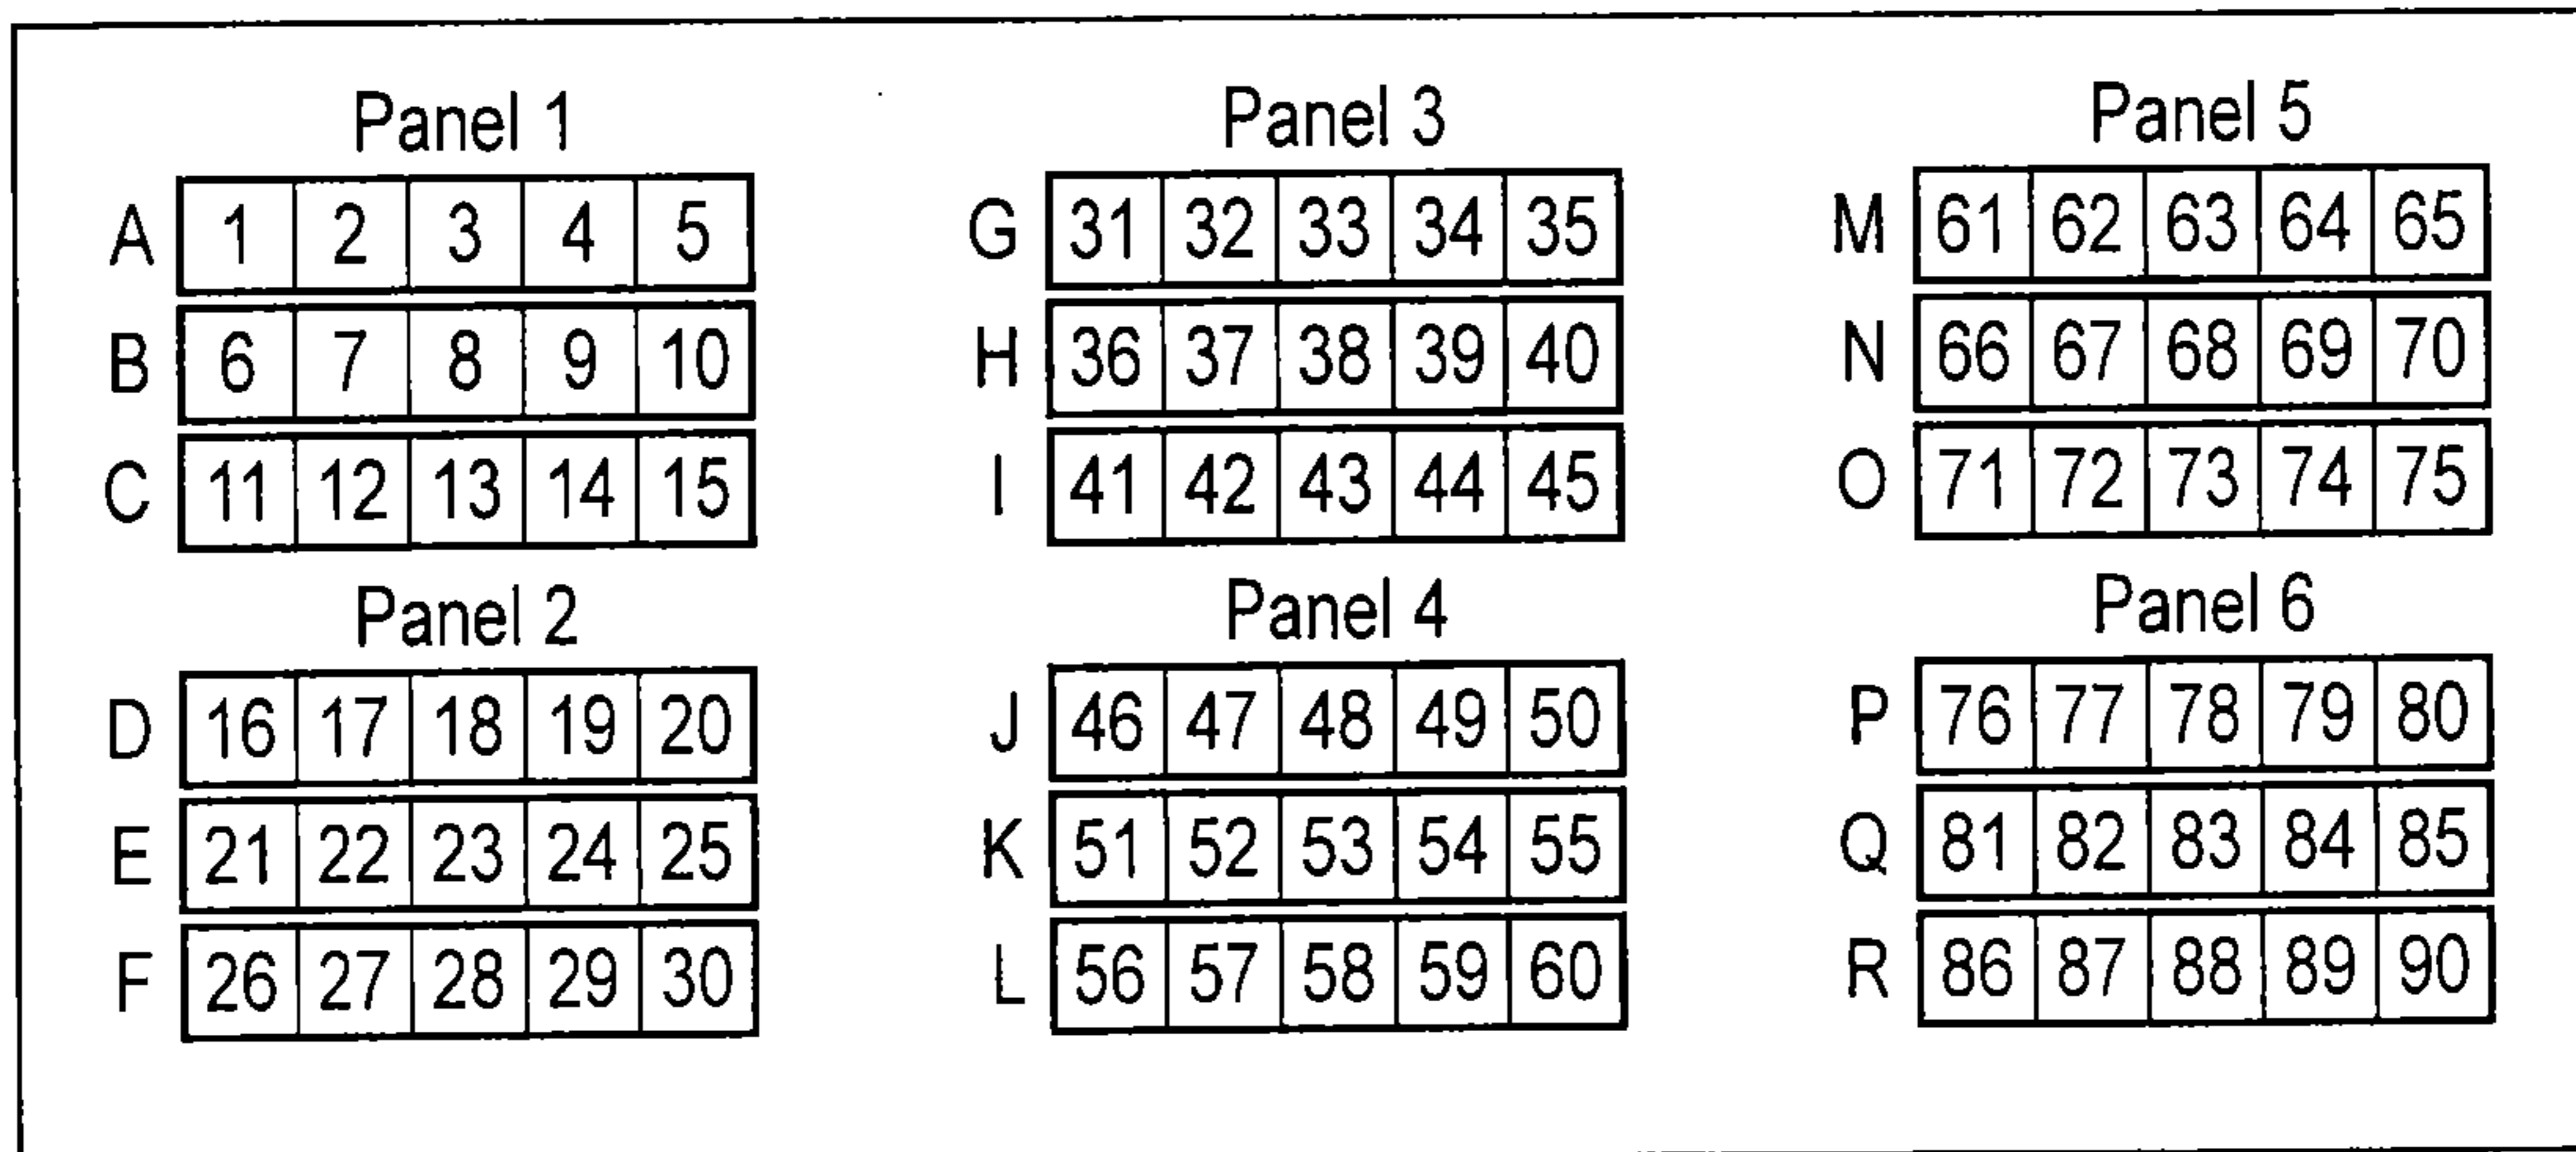 Panel 1
A 1 2 3 4 5
B 6 7 8 9 10
C 11 12 13 14 15
Panel 2
D 16 17 18 19 20
E 21 22 23 24 25
F 26 27 28 29 30
Panel 3
G 31 32 33 34 35
H 36 37 38 39 40
I 41 42 43 44 45
Panel 4
J 46 47 48 49 50
K 51 52 53 54 55
L 56 57 58 59 60
Panel 5
M 61 62 63 64 65
N 66 67 68 69 70
O 71 72 73 74 75
Panel 6
P 76 77 78 79 80
Q 81 82 83 84 85
R 86 87 88 89 90